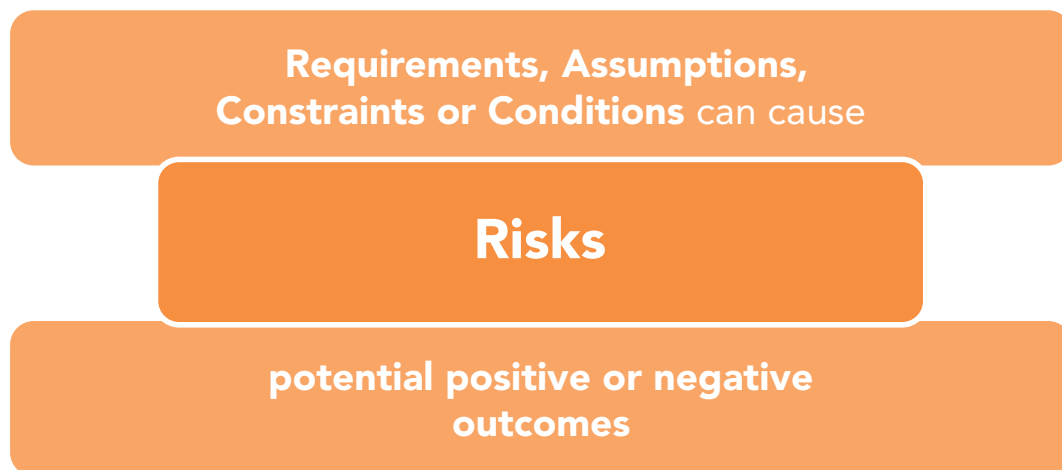 Requirements, Assumptions,
Constraints or Conditions can cause
Risks
potential positive or negative
outcomes